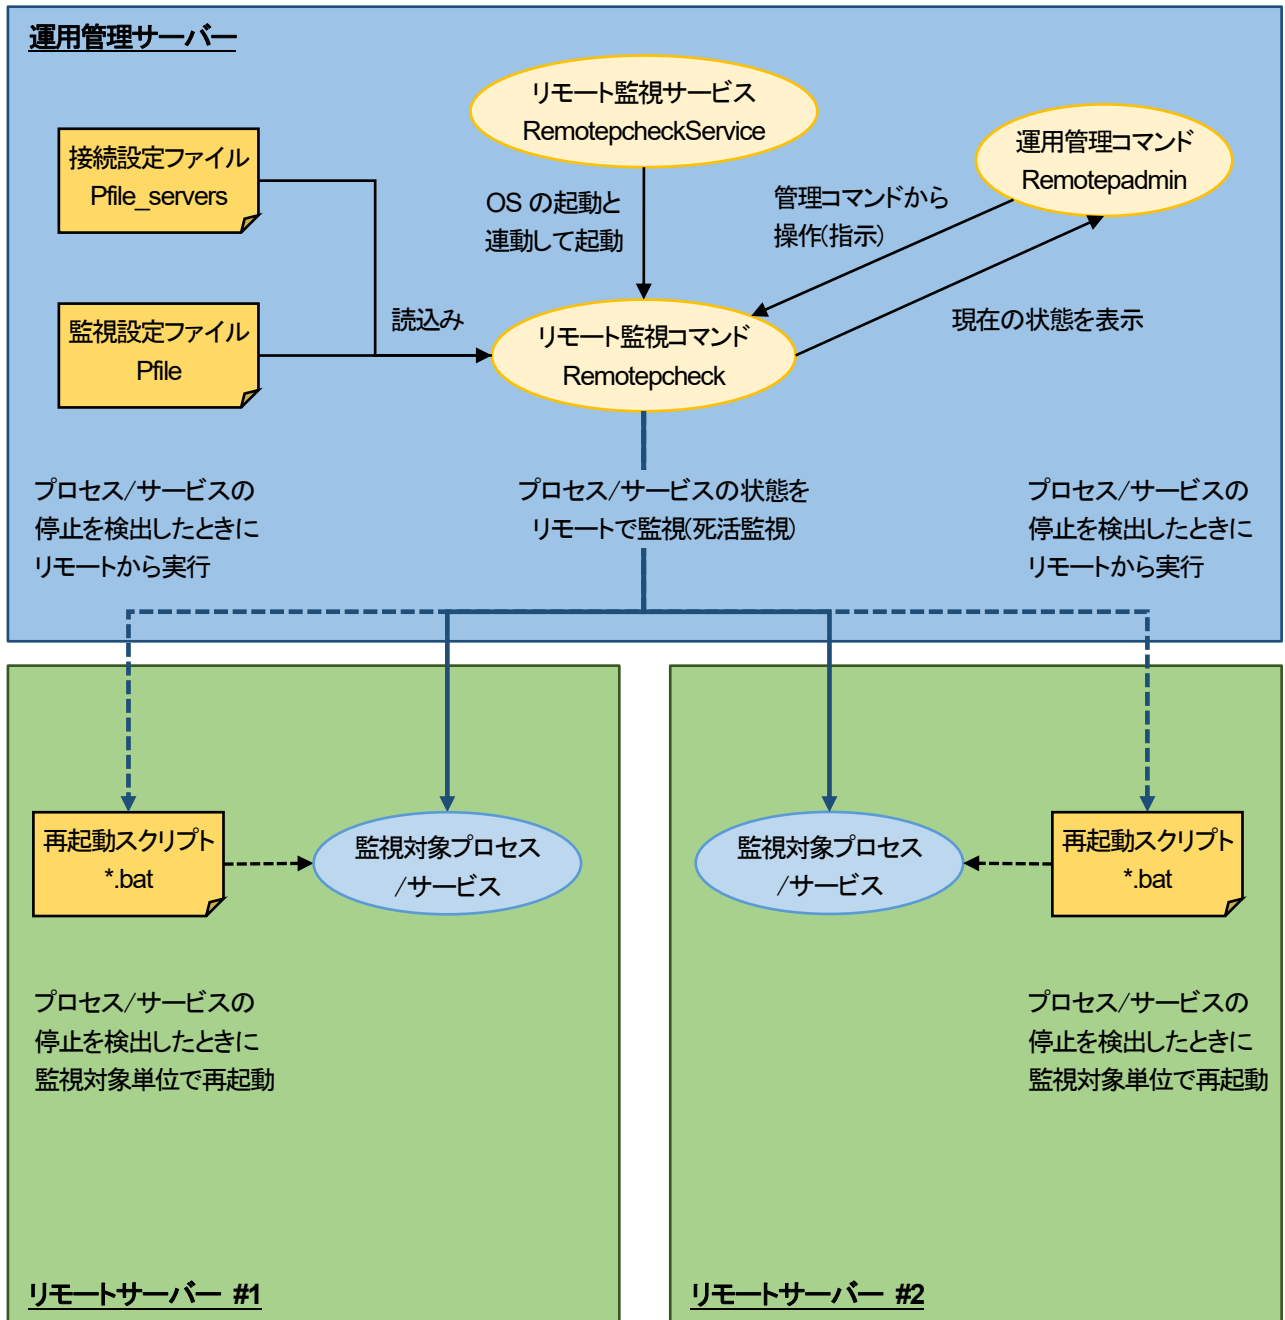 運用管理サーバー
リモート監視サービス
RemotepcheckService
運用管理コマンド
Remotepadmin
接続設定ファイル
Pfile_servers
OS の起動と
連動して起動
管理コマンドから
操作(指示)
監視設定ファイル
Pfile
読込み
リモート監視コマンド
Remotepcheck
現在の状態を表示
プロセス/サービスの
停止を検出したときに
リモートから実行
プロセス/サービスの状態を
リモートで監視(死活監視)
プロセス/サービスの
停止を検出したときに
リモートから実行
再起動スクリプト
*.bat
監視対象プロセス
/サービス
監視対象プロセス
/サービス
再起動スクリプト
*.bat
プロセス/サービスの
停止を検出したときに
監視対象単位で再起動
プロセス/サービスの
停止を検出したときに
監視対象単位で再起動
リモートサーバー #1
リモートサーバー #2